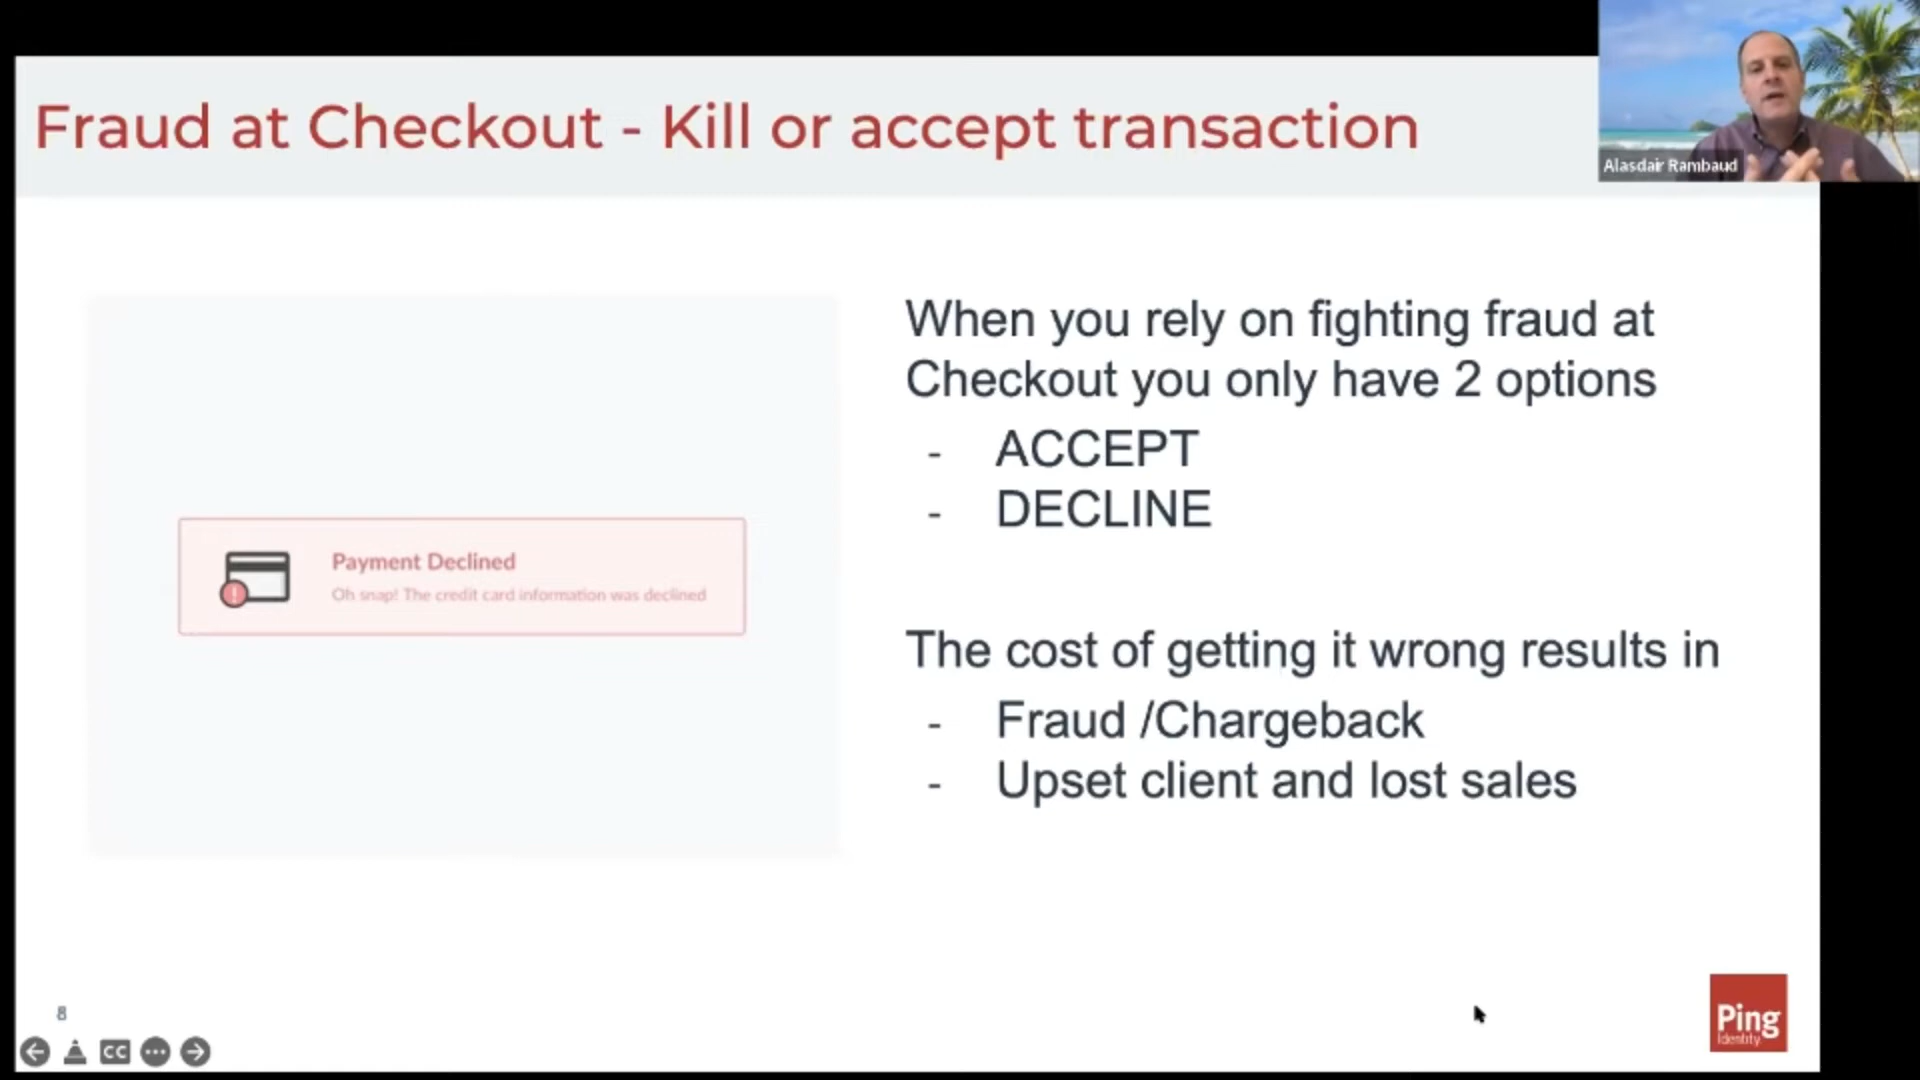 Fraud at Checkout - Kill or accept transaction
Alasdair Rambaud
When you rely on fighting fraud at
Checkout you only have 2 options
- ACCEPT
- DECLINE
Payment Declined
Oh snap! The credit card information was declined
The cost of getting it wrong results in
- Fraud /Chargeback
- Upset client and lost sales
8
CC
Ping
Identity